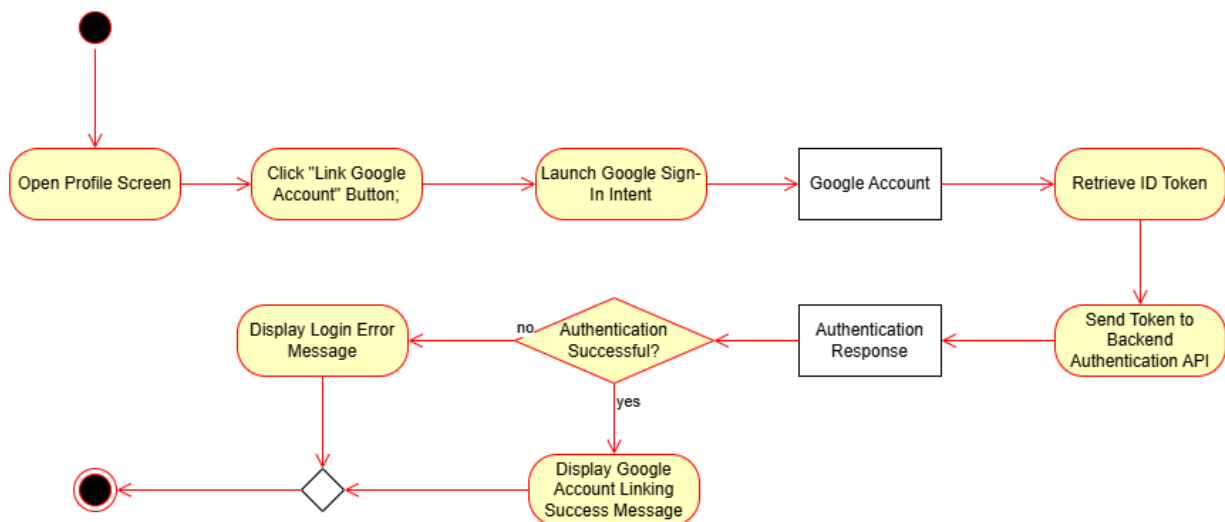 Open Profile Screen
Click "Link Google
Account" Button;
Launch Google Sign-
In Intent
Google Account
Retrieve ID Token
Display Login Error
Message
no
Authentication
Successful?
Authentication
Response
Send Token to
Backend
Authentication API
yes
Display Google
Account Linking
Success Message